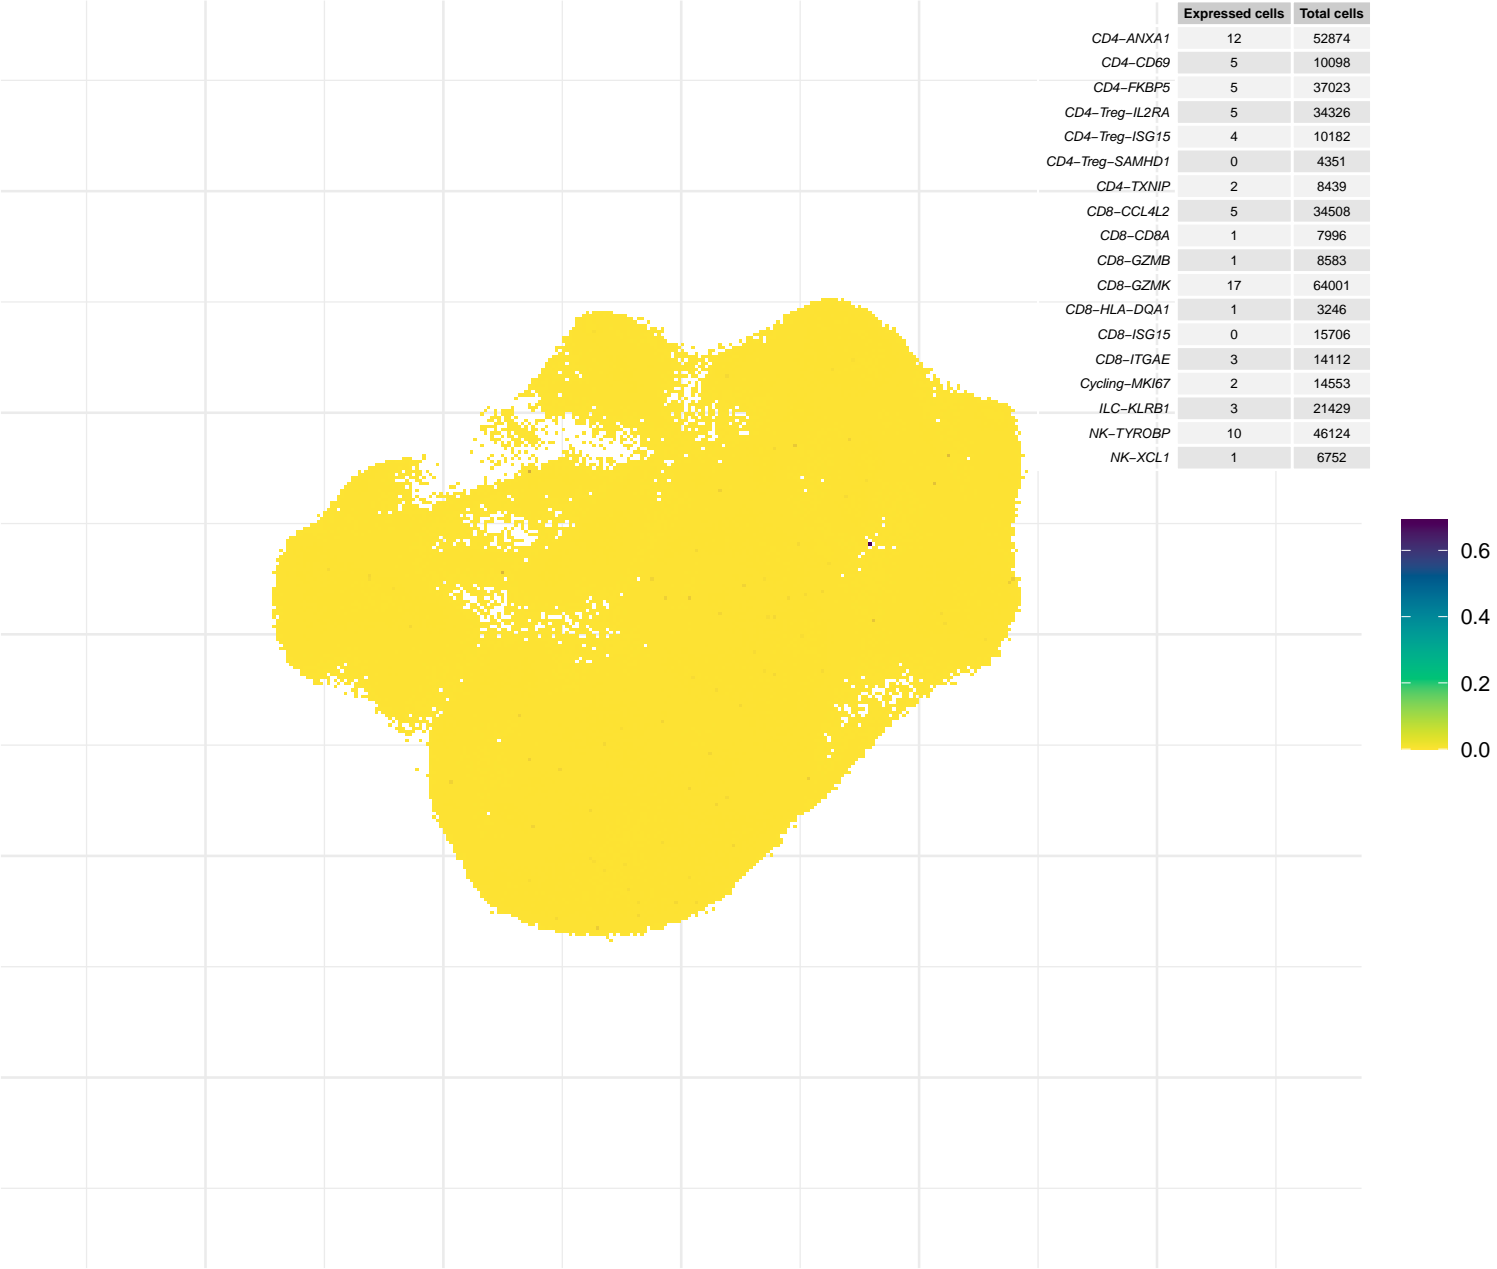 Expressed cells Total cells
CD4−ANXA1 12 52874
CD4−CD69 5 10098
CD4−FKBP5 5 37023
CD4−Treg−IL2RA 5 34326
CD4−Treg−ISG15 4 10182
CD4−Treg−SAMHD1 0 4351
CD4−TXNIP 2 8439
CD8−CCL4L2 5 34508
CD8−CD8A 1 7996
CD8−GZMB 1 8583
CD8−GZMK 17 64001
CD8−HLA−DQA1 1 3246
CD8−ISG15 0 15706
CD8−ITGAE 3 14112
Cycling−MKI67 2 14553
ILC−KLRB1 3 21429
NK−TYROBP 10 46124
NK−XCL1 1 6752
0.6
0.4
0.2
0.0